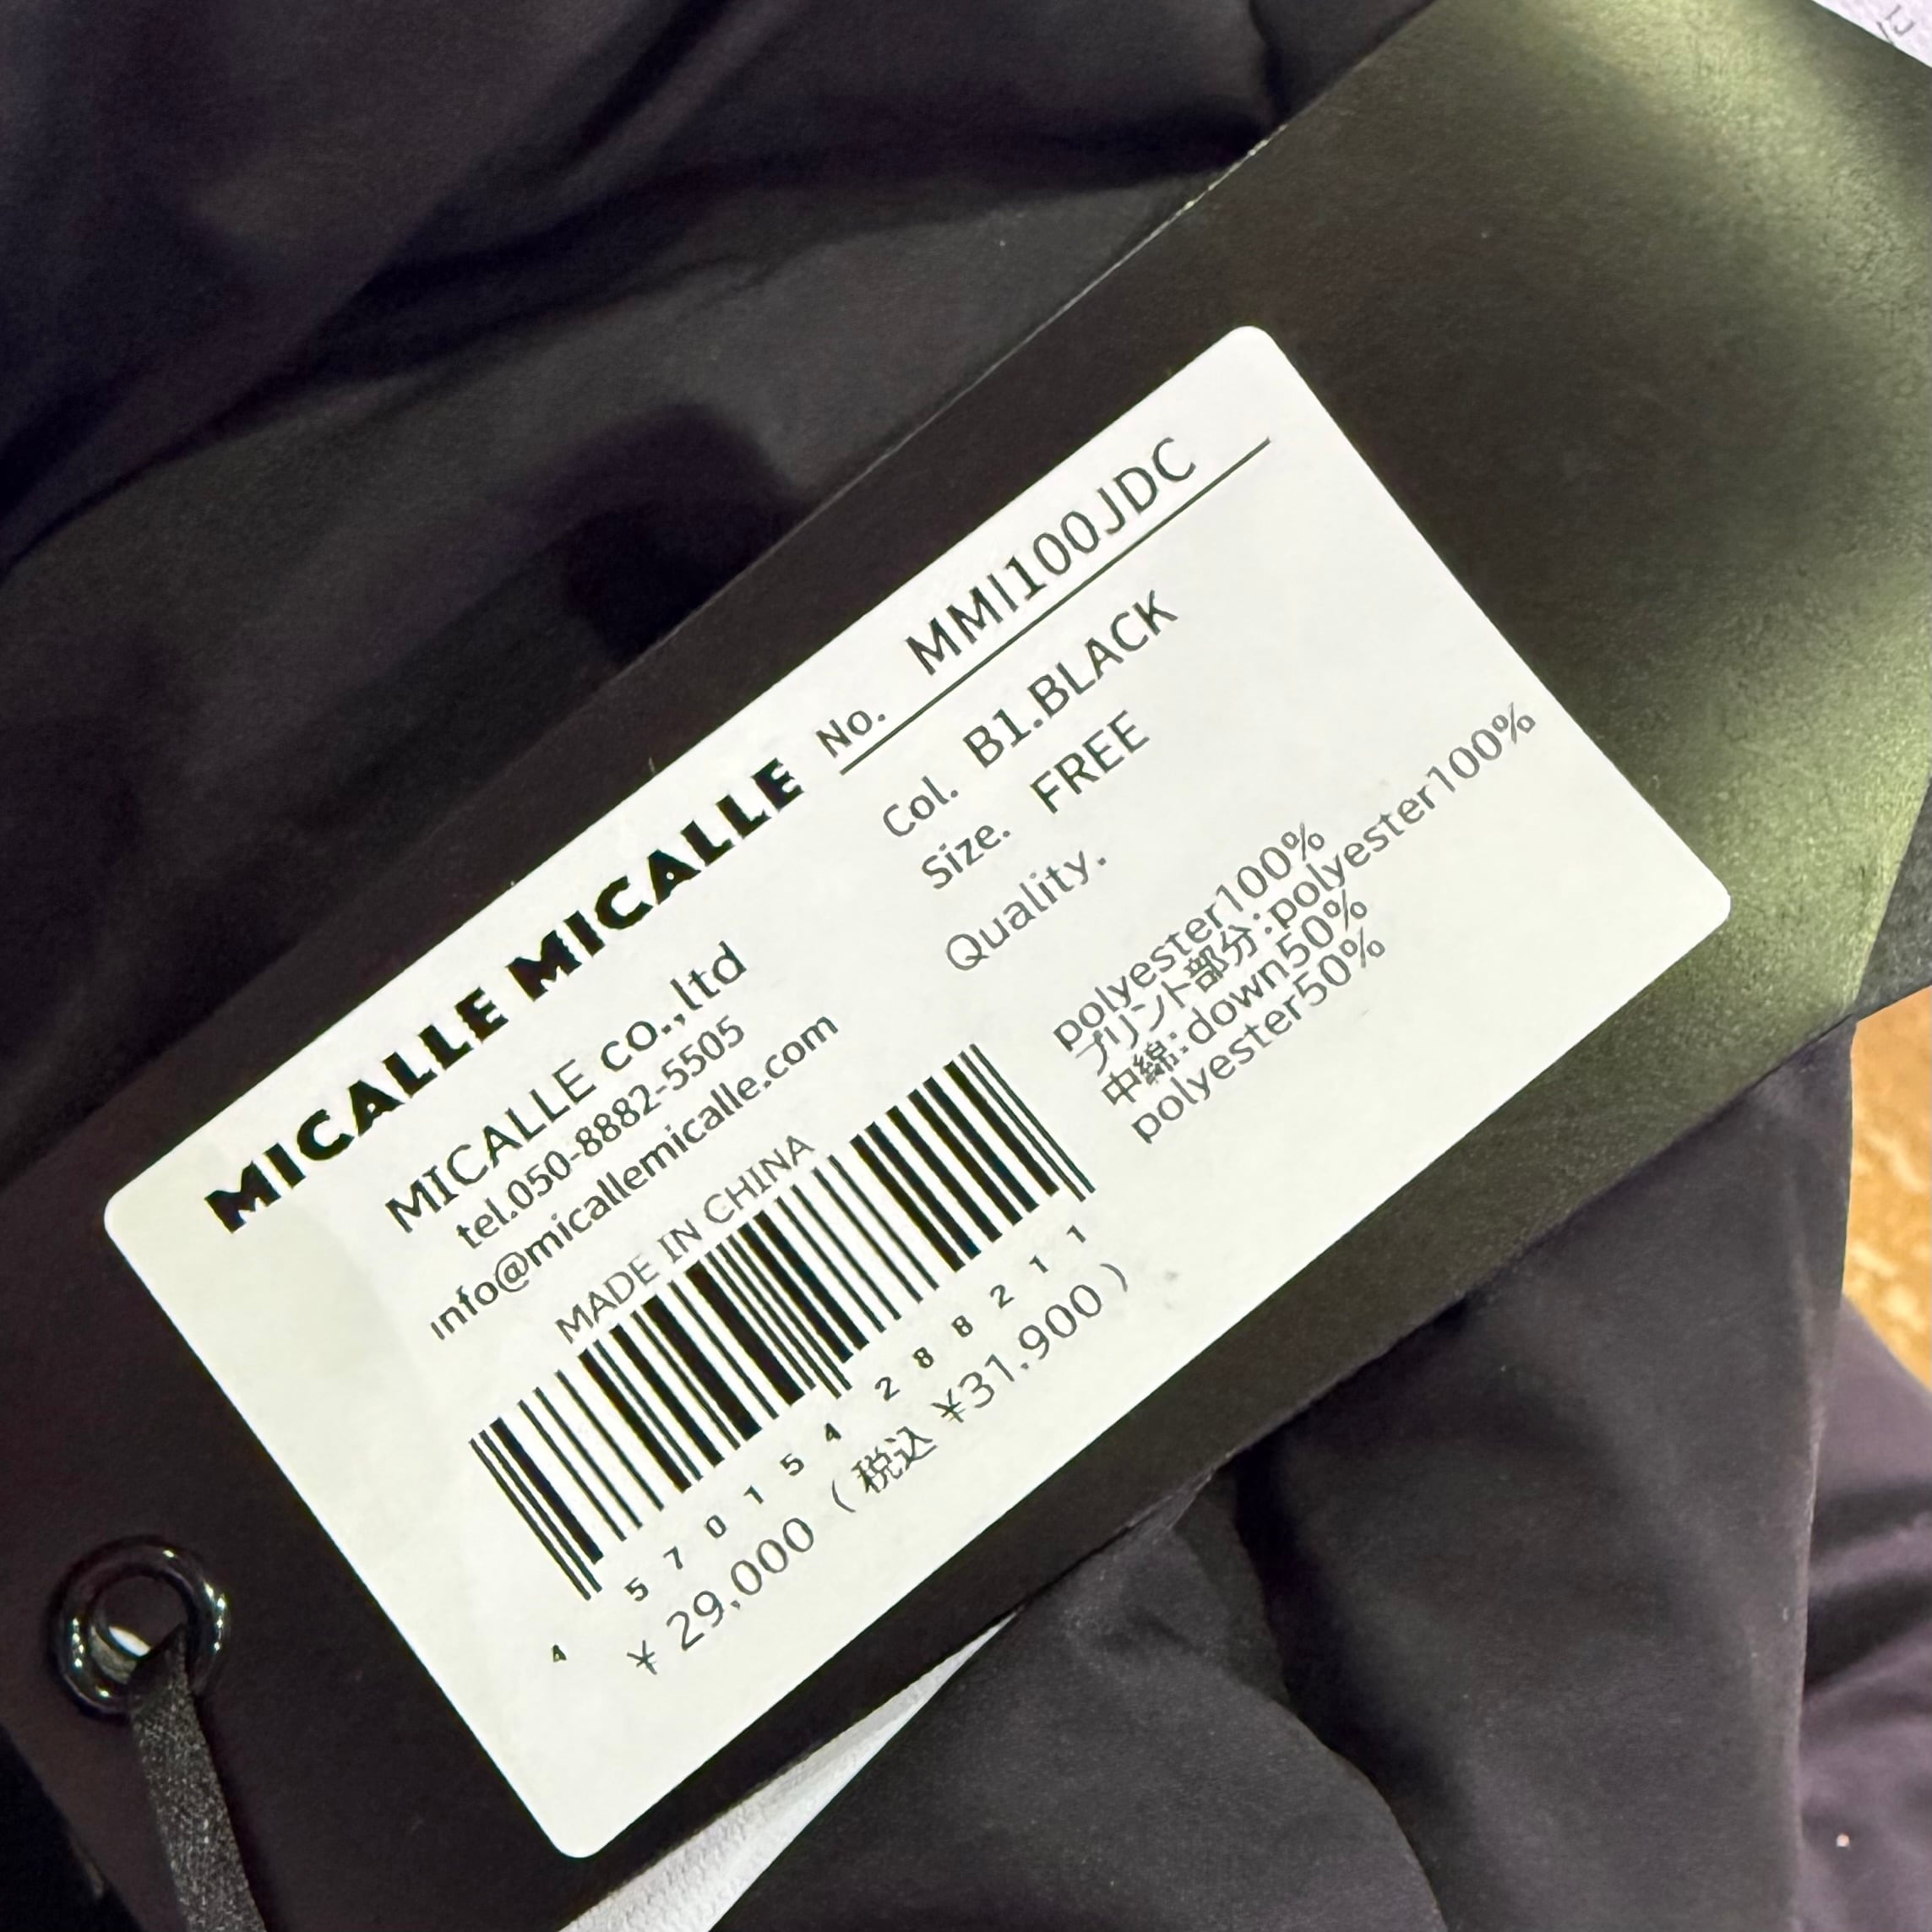 MICALLE MICALLE
MICALLE co.,ltd
tel.050-8882-5505
info@micallemicalle.com
MADE IN CHINA
4 570154 288211
¥ 29,000 ( 税込 ¥31,900 )
No. MMI100JDC
Col. B1.BLACK
Size. FREE
Quality.
polyester100%
プリント部分:polyester100%
中綿:down50%
polyester50%